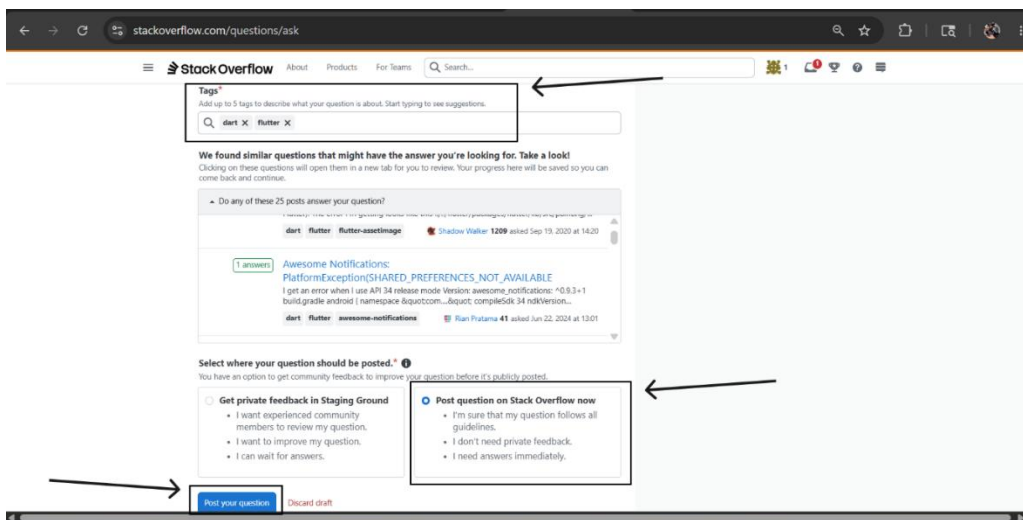 stackoverflow.com/questions/ask
stack overflow About Products For Teams Search... 1
Tags*
Add up to 5 tags to describe what your question is about. Start typing to see suggestions.
dart X flutter X
We found similar questions that might have the answer you're looking for. Take a look!
Clicking on these questions will open them in a new tab for you to review. Your progress here will be saved so you can
come back and continue.
Do any of these 25 posts answer your question?
dart flutter flutter-assetimage Shadow Walker 1209 asked Sep 19, 2020 at 14:20
1 answers Awesome Notifications:
PlatformException(SHARED_PREFERENCES_NOT_AVAILABLE
I get an error when I use API 34 release mode Version: awesome_notifications: ^0.9.3+1
build.gradle android { namespace &quot;com...&quot; compileSdk 34 ndkVersion...
dart flutter awesome-notifications Rian Pratama 41 asked Jun 22, 2024 at 13:01
Select where your question should be posted.*
You have an option to get community feedback to improve your question before it's publicly posted.
Get private feedback in Staging Ground
• I want experienced community
members to review my question.
• I want to improve my question.
• I can wait for answers.
Post question on Stack Overflow now
• I'm sure that my question follows all
guidelines.
• I don't need private feedback.
• I need answers immediately.
Post your question Discard draft